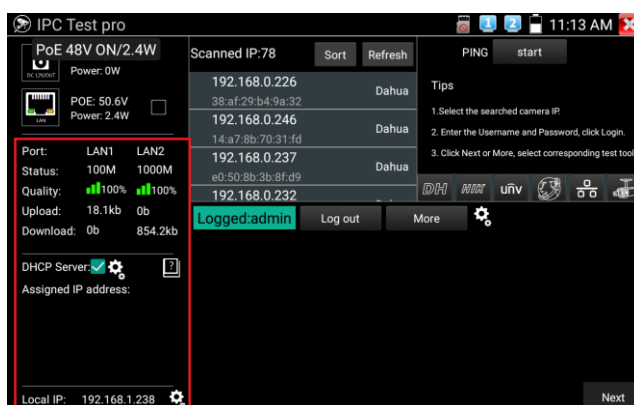 IPC Test pro
1
2
11:13 AM
PoE 48V ON/2.4W
DC 12V/OUT
Power: 0W
LAN
POE: 50.6V
Power: 2.4W
Port: LAN1 LAN2
Status: 100M 1000M
Quality: 100% 100%
Upload: 18.1kb 0b
Download: 0b 854.2kb
DHCP Server:
?
Assigned IP address:
Local IP: 192.168.1.238
Scanned IP:78 Sort Refresh
192.168.0.226
38:af:29:b4:9a:32
Dahua
192.168.0.246
14:a7:8b:70:31:fd
Dahua
192.168.0.237
e0:50:8b:3b:8f:d9
Dahua
192.168.0.232
PING start
Tips
1.Select the searched camera IP.
2. Enter the Username and Password, click Login.
3. Click Next or More, select corresponding test tool
DH HIK uñv
Logged:admin Log out More
Next